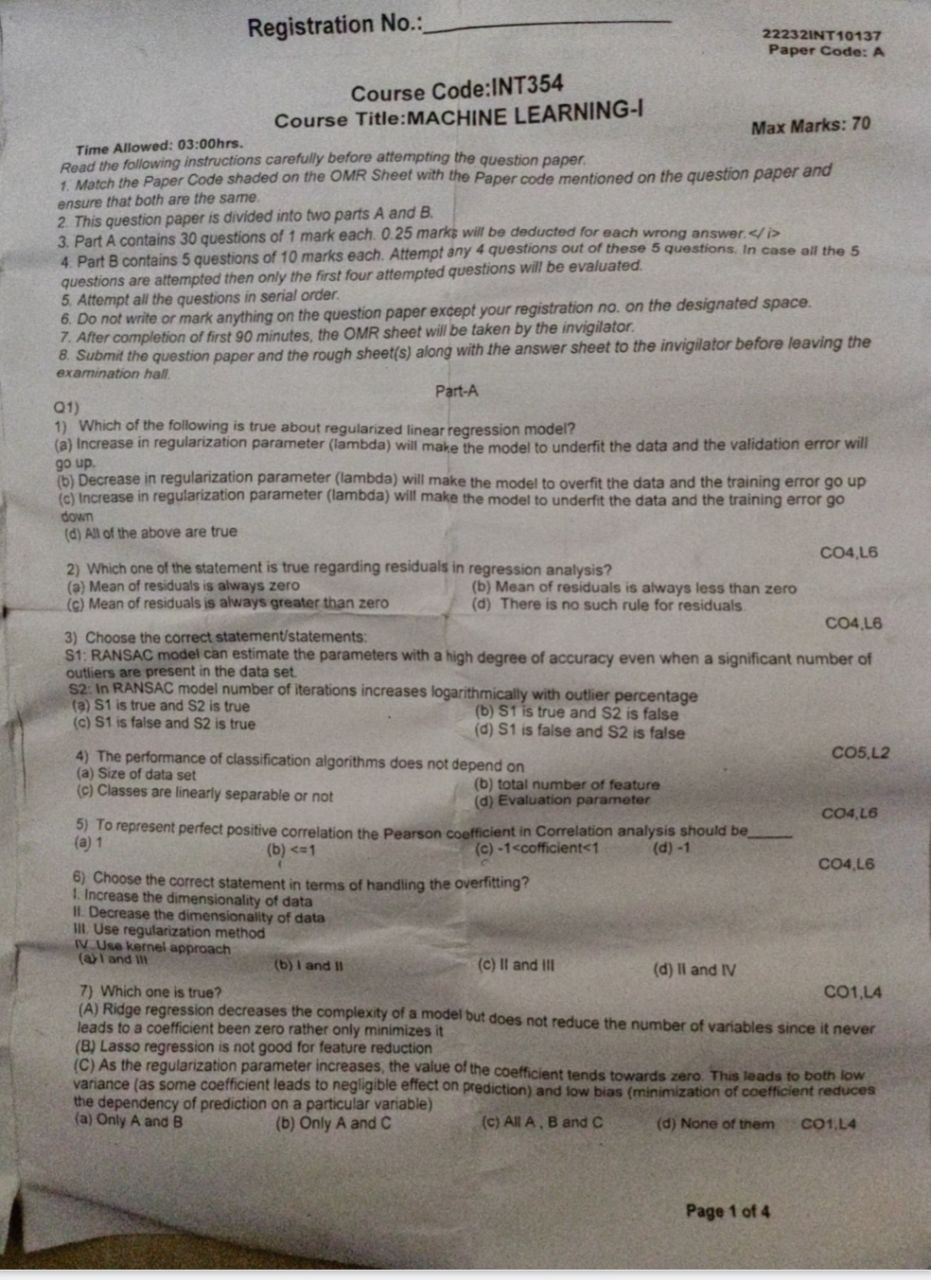 Registration No.:
22232INT10137
Paper Code: A
Course Code:INT354
Course Title:MACHINE LEARNING-I
Time Allowed: 03:00hrs.
Max Marks: 70
Read the following instructions carefully before attempting the question paper.
1. Match the Paper Code shaded on the OMR Sheet with the Paper code mentioned on the question paper and
ensure that both are the same.
2. This question paper is divided into two parts A and B.
3. Part A contains 30 questions of 1 mark each. 0.25 marks will be deducted for each wrong answer.</ i>
4. Part B contains 5 questions of 10 marks each. Attempt any 4 questions out of these 5 questions. In case all the 5
questions are attempted then only the first four attempted questions will be evaluated.
5. Attempt all the questions in serial order.
6. Do not write or mark anything on the question paper except your registration no. on the designated space.
7. After completion of first 90 minutes, the OMR sheet will be taken by the invigilator.
8. Submit the question paper and the rough sheet(s) along with the answer sheet to the invigilator before leaving the
examination hall.
Part-A
Q1)
1) Which of the following is true about regularized linear regression model?
(a) Increase in regularization parameter (lambda) will make the model to underfit the data and the validation error will
go up.
(b) Decrease in regularization parameter (lambda) will make the model to overfit the data and the training error go up
(c) Increase in regularization parameter (lambda) will make the model to underfit the data and the training error go
down
(d) All of the above are true
CO4,L6
2) Which one of the statement is true regarding residuals in regression analysis?
(a) Mean of residuals is always zero (b) Mean of residuals is always less than zero
(c) Mean of residuals is always greater than zero (d) There is no such rule for residuals
CO4,L6
3) Choose the correct statement/statements:
S1: RANSAC model can estimate the parameters with a high degree of accuracy even when a significant number of
outliers are present in the data set.
S2: In RANSAC model number of iterations increases logarithmically with outlier percentage
(a) S1 is true and S2 is true (b) S1 is true and S2 is false
(c) S1 is false and S2 is true (d) S1 is false and S2 is false
CO5,L2
4) The performance of classification algorithms does not depend on
(a) Size of data set (b) total number of feature
(c) Classes are linearly separable or not (d) Evaluation parameter
CO4,L6
5) To represent perfect positive correlation the Pearson coefficient in Correlation analysis should be
(a) 1 (b) <=1 (c) -1<cofficient<1 (d) -1
CO4,L6
6) Choose the correct statement in terms of handling the overfitting?
I. Increase the dimensionality of data
II. Decrease the dimensionality of data
III. Use regularization method
IV. Use kernel approach
(a) I and III (b) I and II (c) II and III (d) II and IV
CO1,L4
7) Which one is true?
(A) Ridge regression decreases the complexity of a model but does not reduce the number of variables since it never
leads to a coefficient been zero rather only minimizes it
(B) Lasso regression is not good for feature reduction
(C) As the regularization parameter increases, the value of the coefficient tends towards zero. This leads to both low
variance (as some coefficient leads to negligible effect on prediction) and low bias (minimization of coefficient reduces
the dependency of prediction on a particular variable)
(a) Only A and B (b) Only A and C (c) All A , B and C (d) None of them CO1,L4
Page 1 of 4